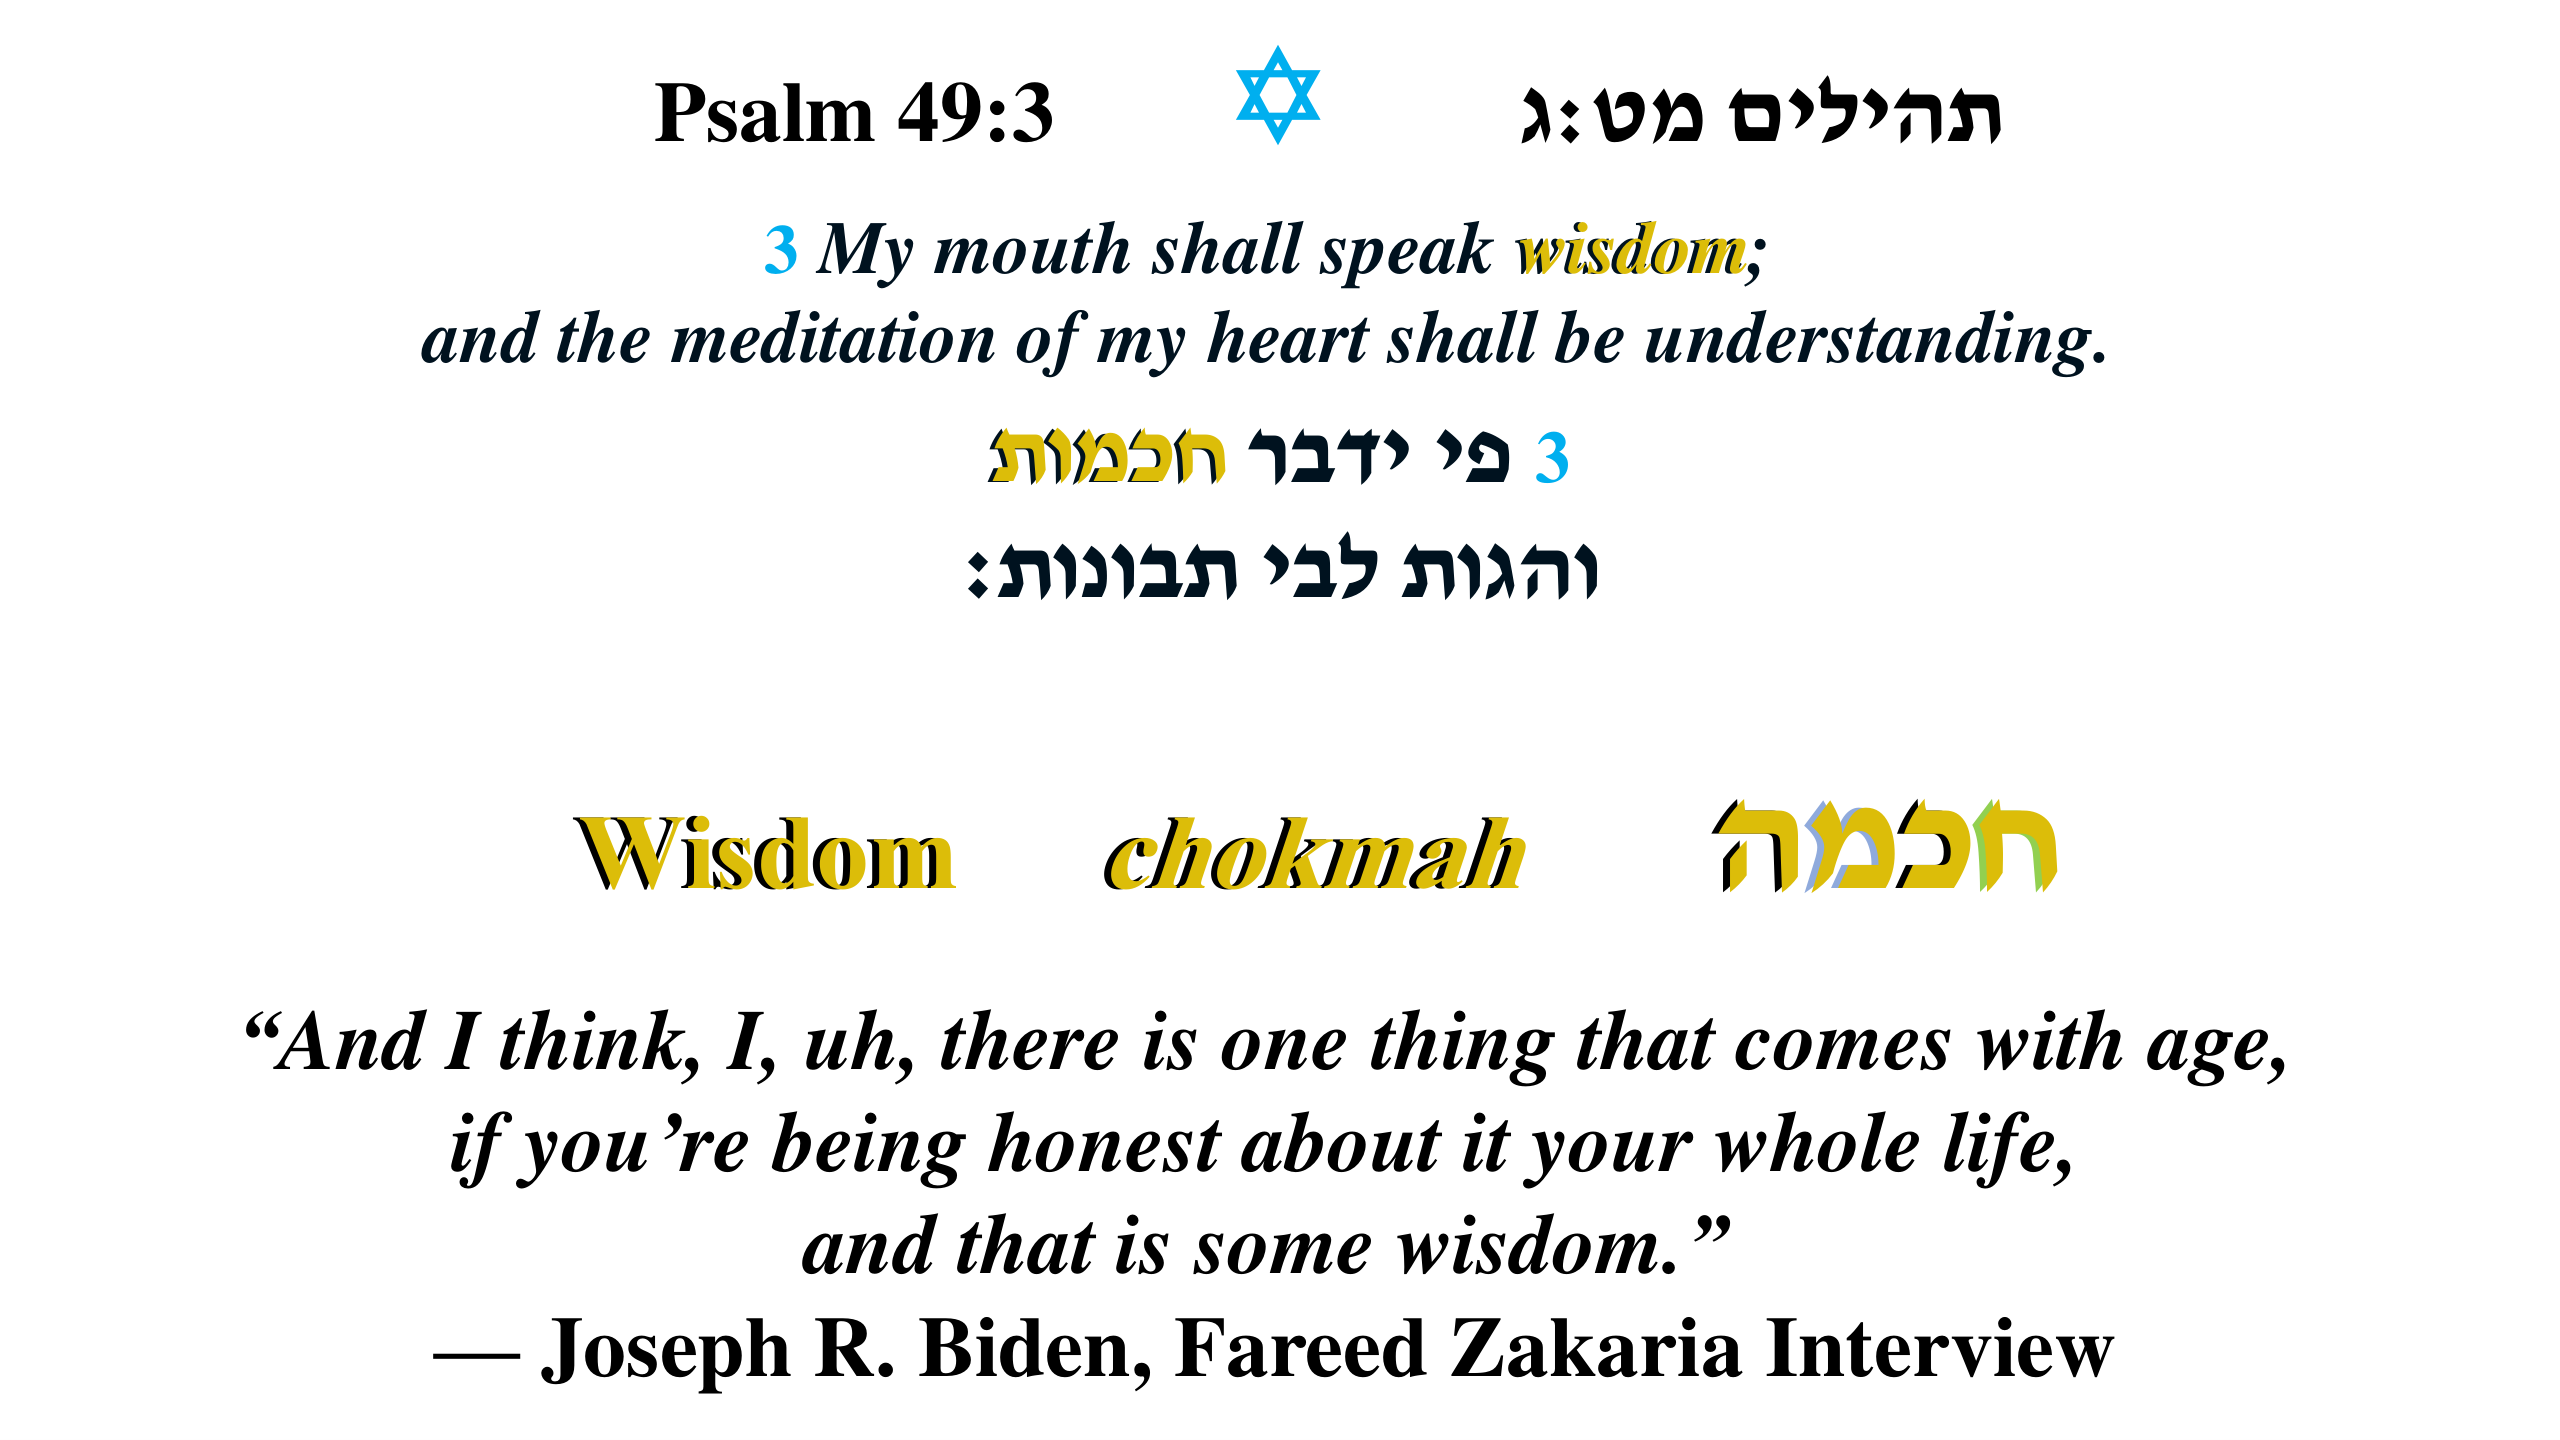 Psalm 49:3 ✡ תהילים מט:ג
3 My mouth shall speak wisdom;
and the meditation of my heart shall be understanding.
3 פי ידבר חכמות
והגות לבי תבונות:
Wisdom chokmah חכמה
“And I think, I, uh, there is one thing that comes with age,
if you’re being honest about it your whole life,
and that is some wisdom.”
— Joseph R. Biden, Fareed Zakaria Interview